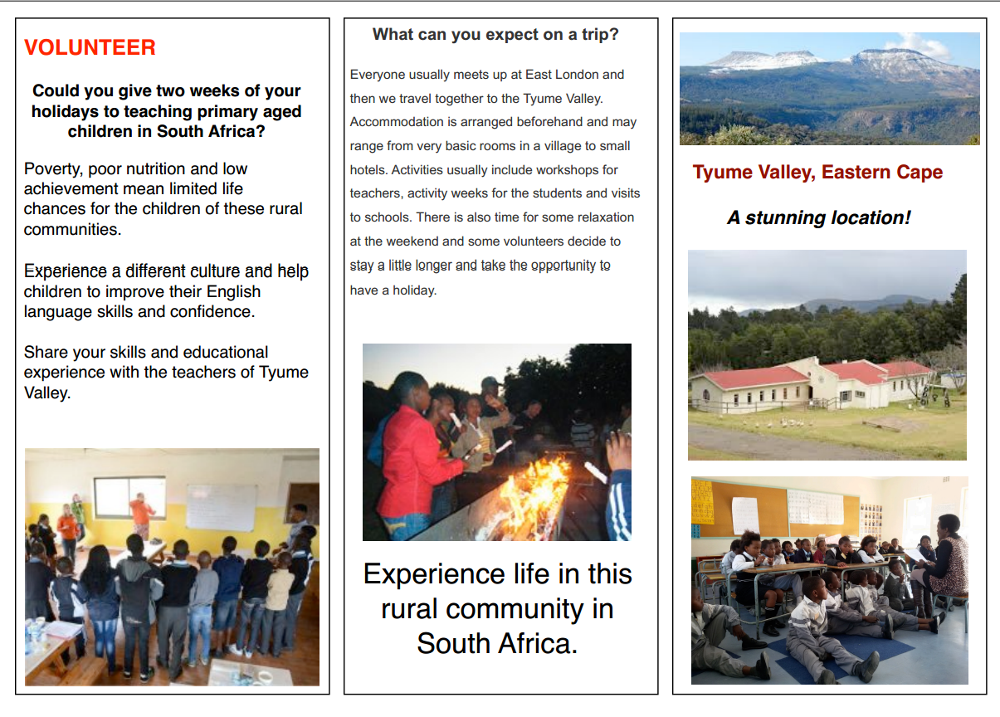 VOLUNTEER
Could you give two weeks of your
holidays to teaching primary aged
children in South Africa?
Poverty, poor nutrition and low
achievement mean limited life
chances for the children of these rural
communities.
Experience a different culture and help
children to improve their English
language skills and confidence.
Share your skills and educational
experience with the teachers of Tyume
Valley.
What can you expect on a trip?
Everyone usually meets up at East London and
then we travel together to the Tyume Valley.
Accommodation is arranged beforehand and may
range from very basic rooms in a village to small
hotels. Activities usually include workshops for
teachers, activity weeks for the students and visits
to schools. There is also time for some relaxation
at the weekend and some volunteers decide to
stay a little longer and take the opportunity to
have a holiday.
Experience life in this
rural community in
South Africa.
Tyume Valley, Eastern Cape
A stunning location!